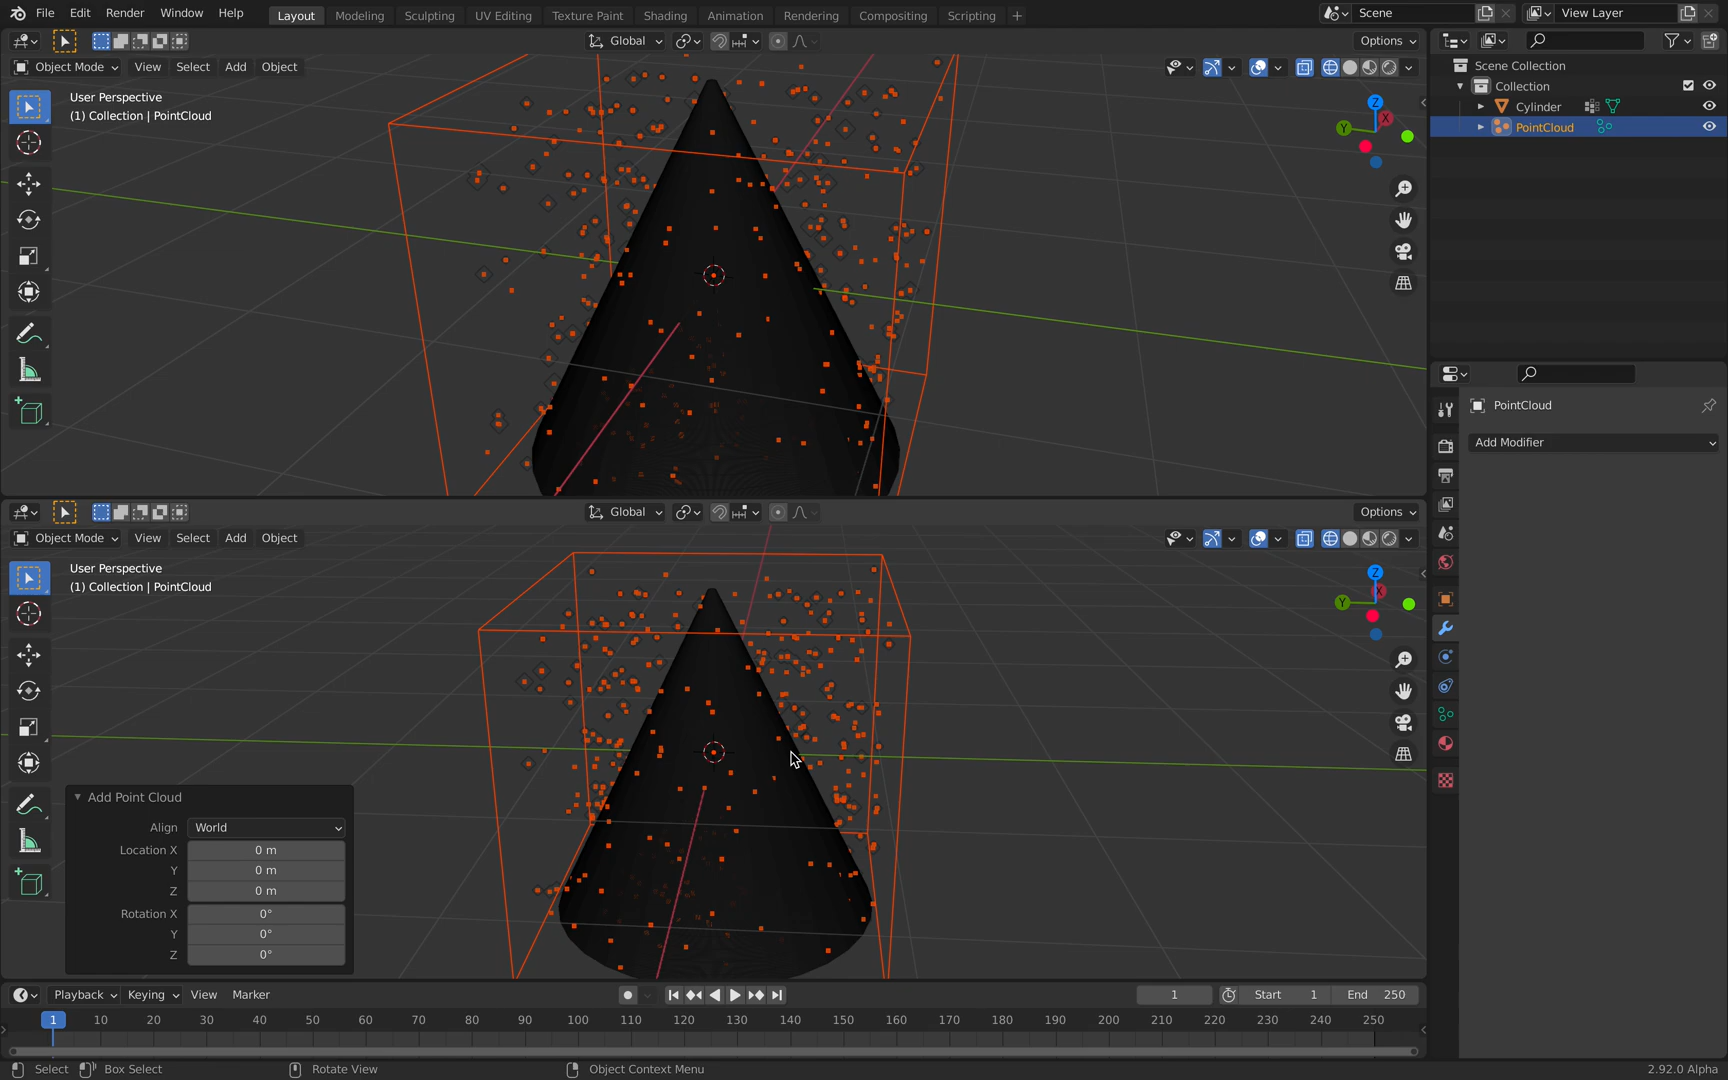 File Edit Render Window Help Layout Modeling Sculpting UV Editing Texture Paint Shading Animation Rendering Compositing Scripting + Scene View Layer
Global Options
Object Mode View Select Add Object
User Perspective
(1) Collection | PointCloud
Z
X
Y
Scene Collection
Collection
Cylinder
PointCloud
PointCloud
Add Modifier
Global Options
Object Mode View Select Add Object
User Perspective
(1) Collection | PointCloud
Z
X
Y
Add Point Cloud
Align World
Location X 0 m
Y 0 m
Z 0 m
Rotation X 0°
Y 0°
Z 0°
Playback Keying View Marker 1 Start 1 End 250
1 10 20 30 40 50 60 70 80 90 100 110 120 130 140 150 160 170 180 190 200 210 220 230 240 250
Select Box Select Rotate View Object Context Menu 2.92.0 Alpha